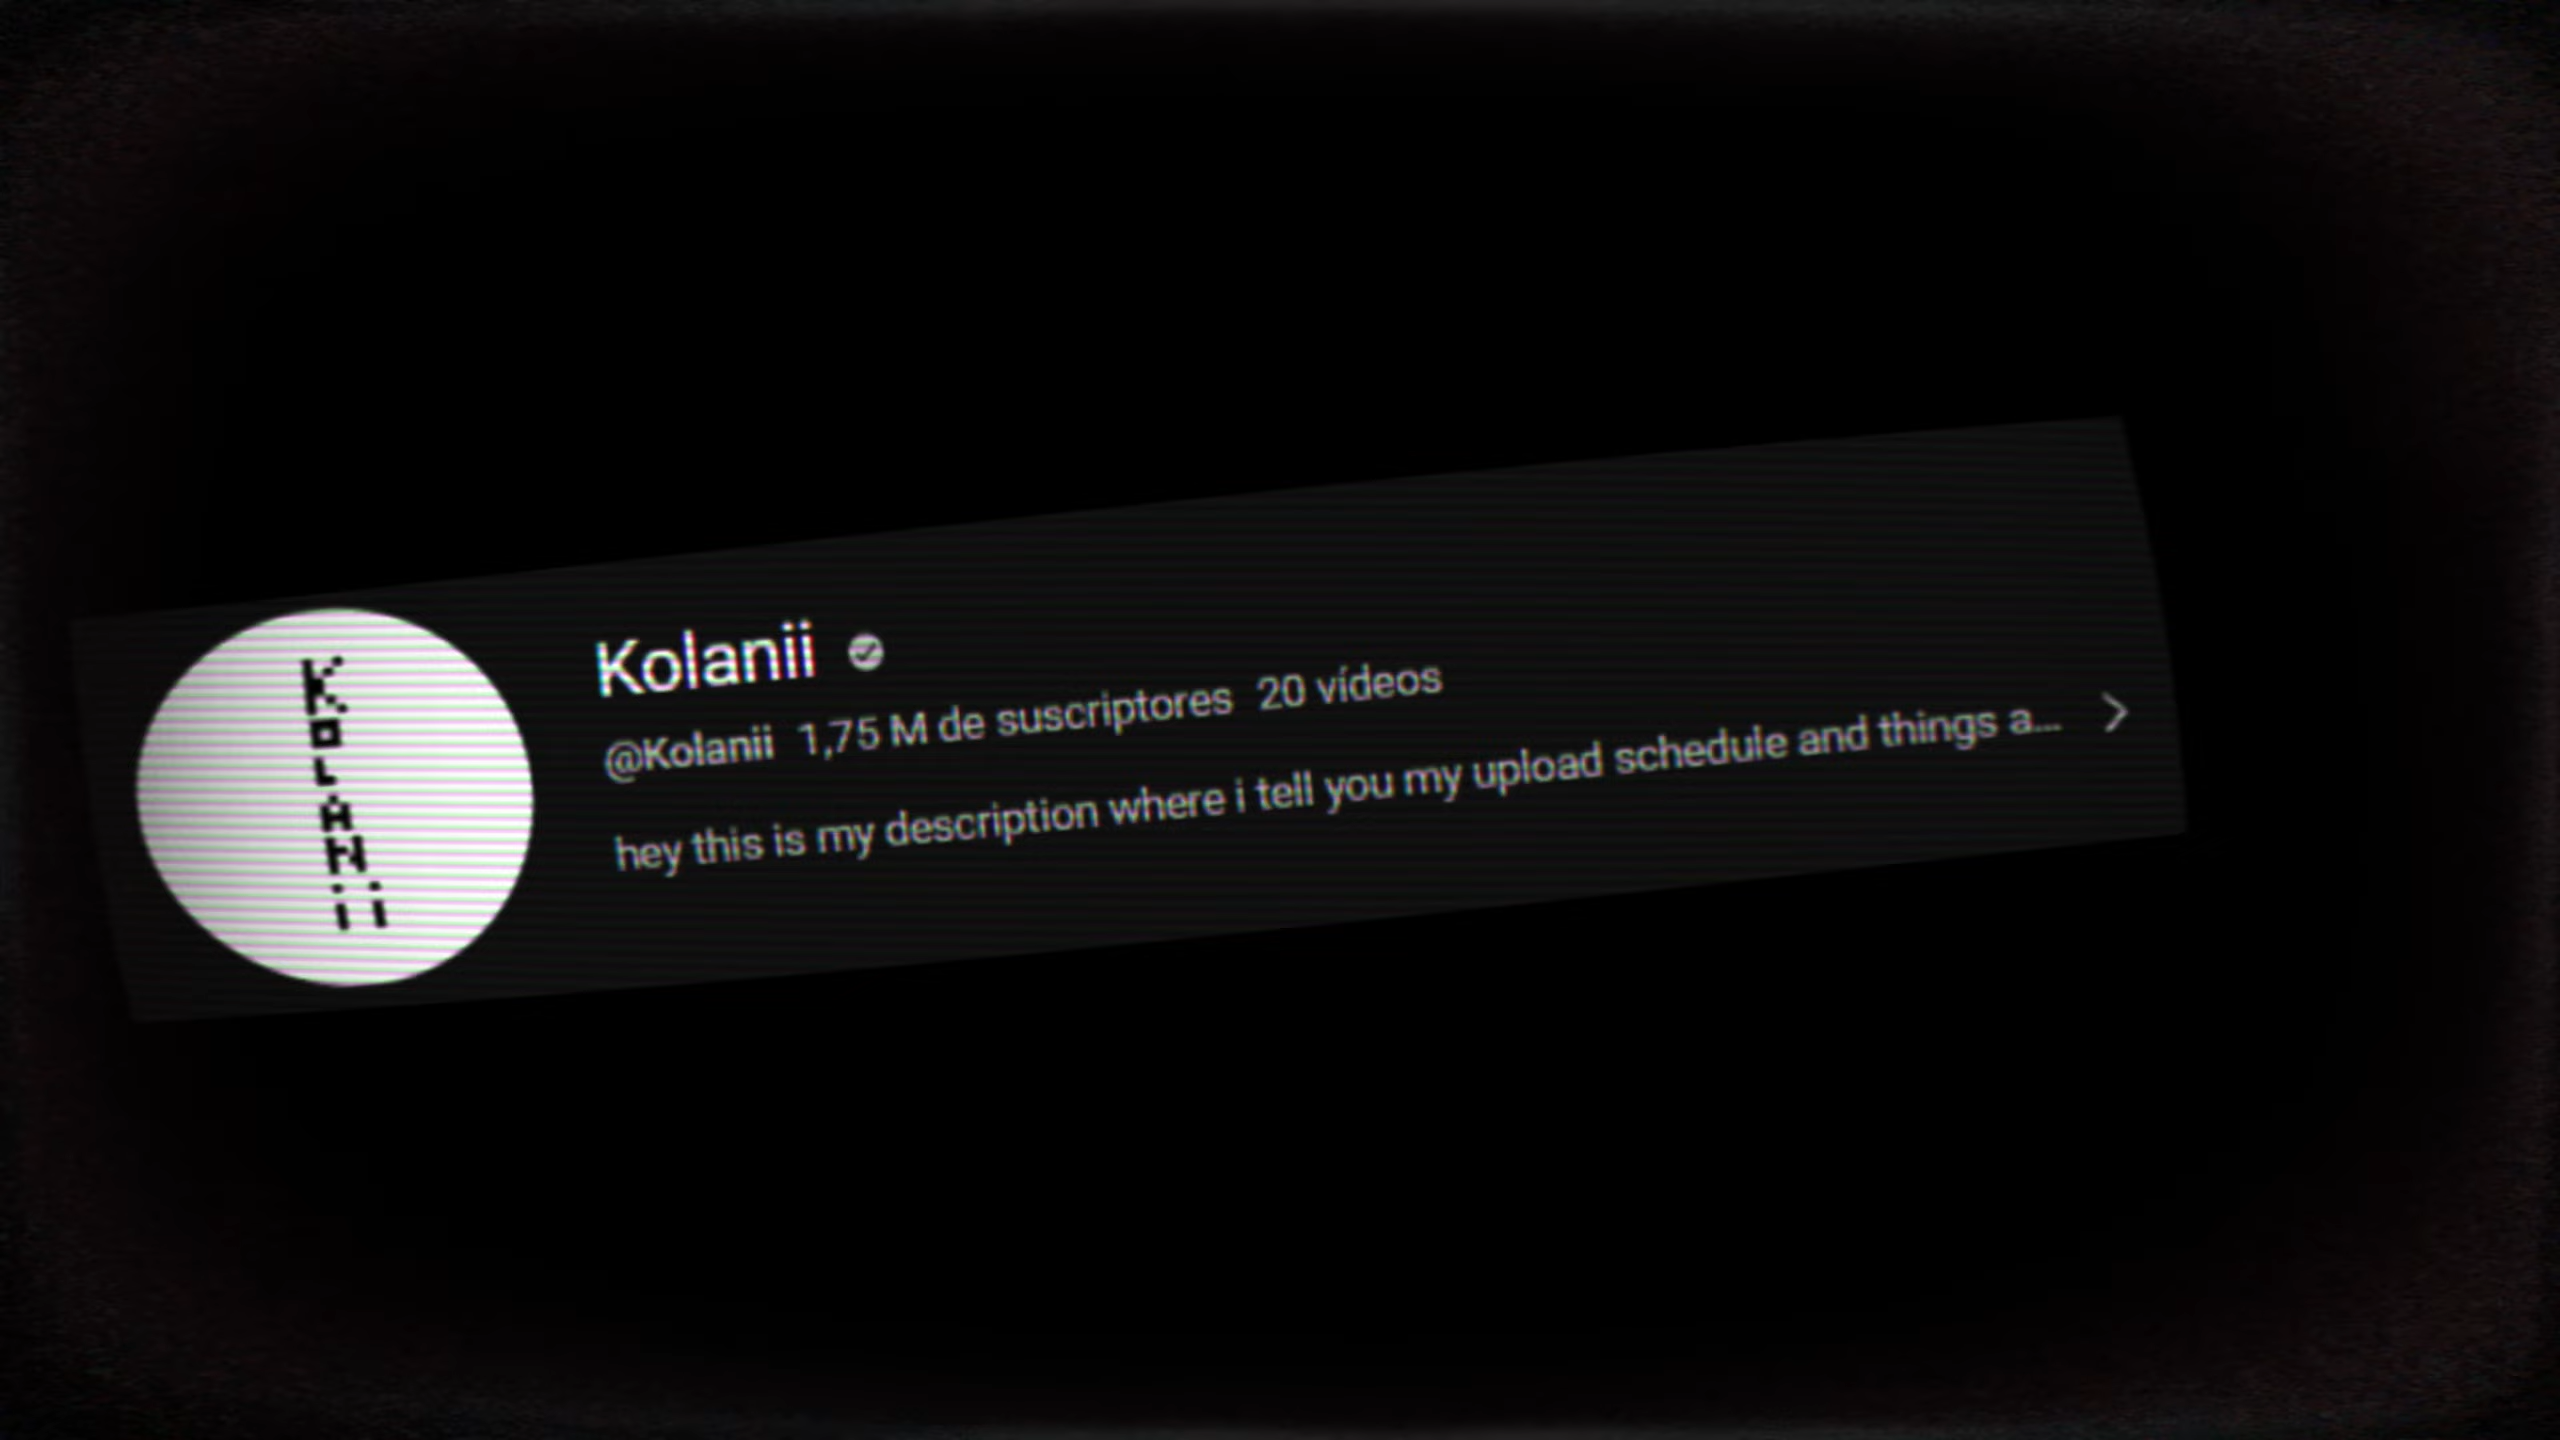 K
O
L
A
N
ii
Kolanii
@Kolanii 1,75 M de suscriptores 20 vídeos
hey this is my description where i tell you my upload schedule and things a...